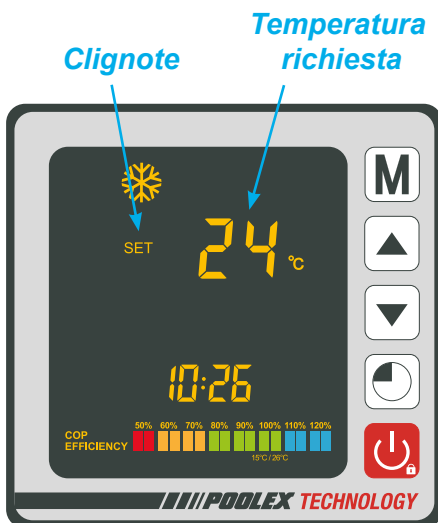 Temperatura
richiesta
Clignote
M
SET
24 °C
10:26
50% 60% 70% 80% 90% 100% 110% 120%
COP
EFFICIENCY
15°C / 26°C
POOLEX TECHNOLOGY